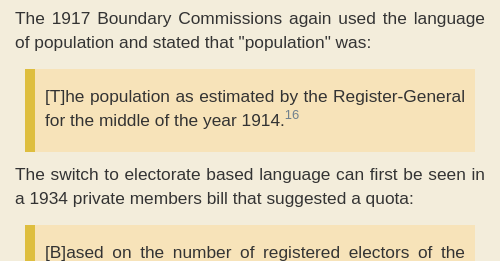 The 1917 Boundary Commissions again used the language
of population and stated that "population" was:
[T]he population as estimated by the Register-General
for the middle of the year 1914.16
The switch to electorate based language can first be seen in
a 1934 private members bill that suggested a quota:
[B]ased on the number of registered electors of the